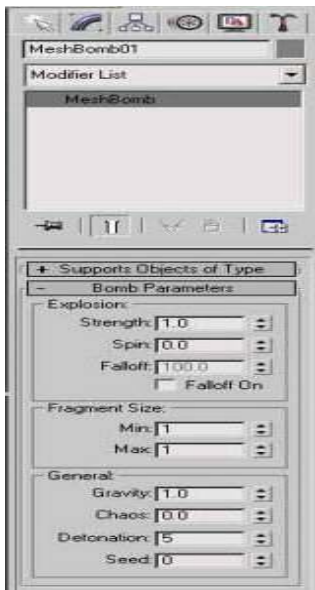 MeshBomb01
Modifier List
MeshBomb
+ Supports Objects of Type
- Bomb Parameters
Explosion:
Strength: 1.0
Spin: 0.0
Falloff: 100.0
Falloff On
Fragment Size:
Min: 1
Max: 1
General:
Gravity: 1.0
Chaos: 0.0
Detonation: 5
Seed: 0